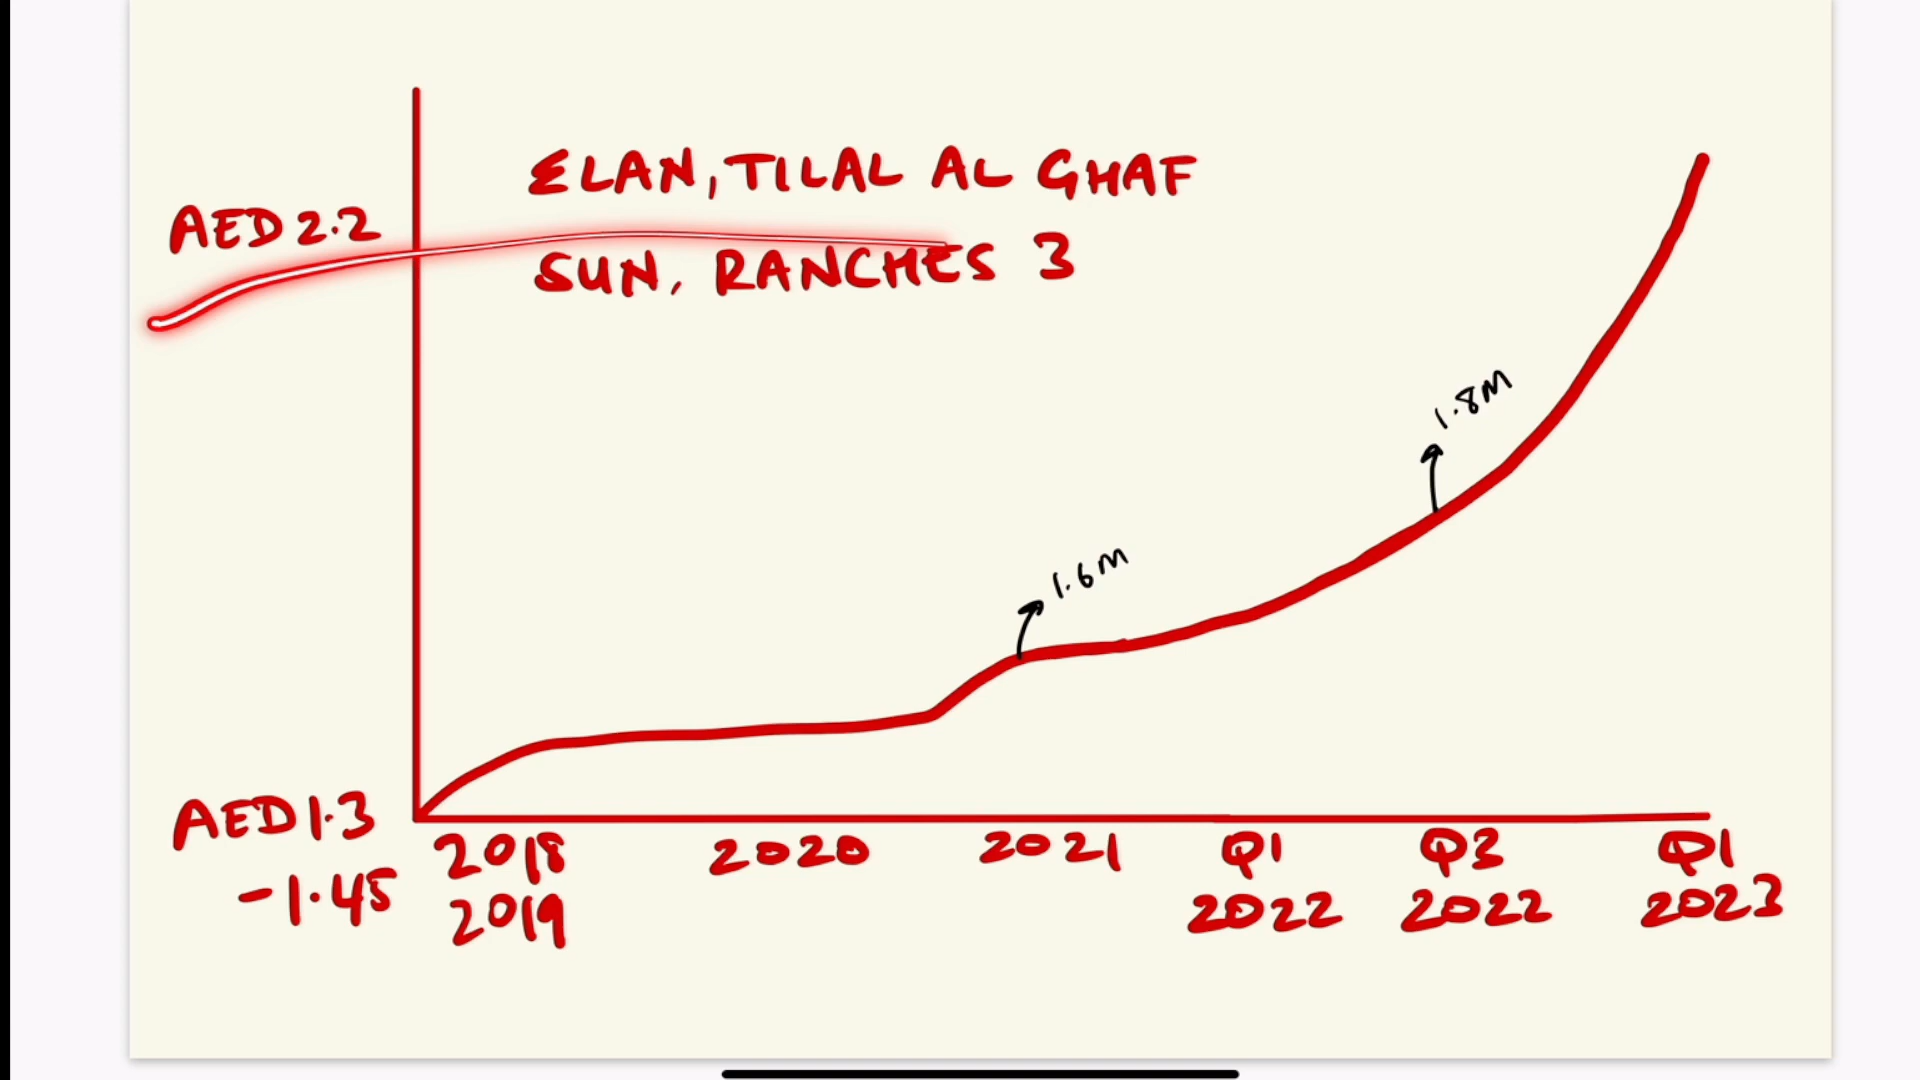 ELAN, TILAL AL GHAF
AED 2.2
SUN, RANCHES 3
1.8M
1.6M
AED 1.3
-1.45
2018
2019
2020
2021
Q1
2022
Q3
2022
Q1
2023